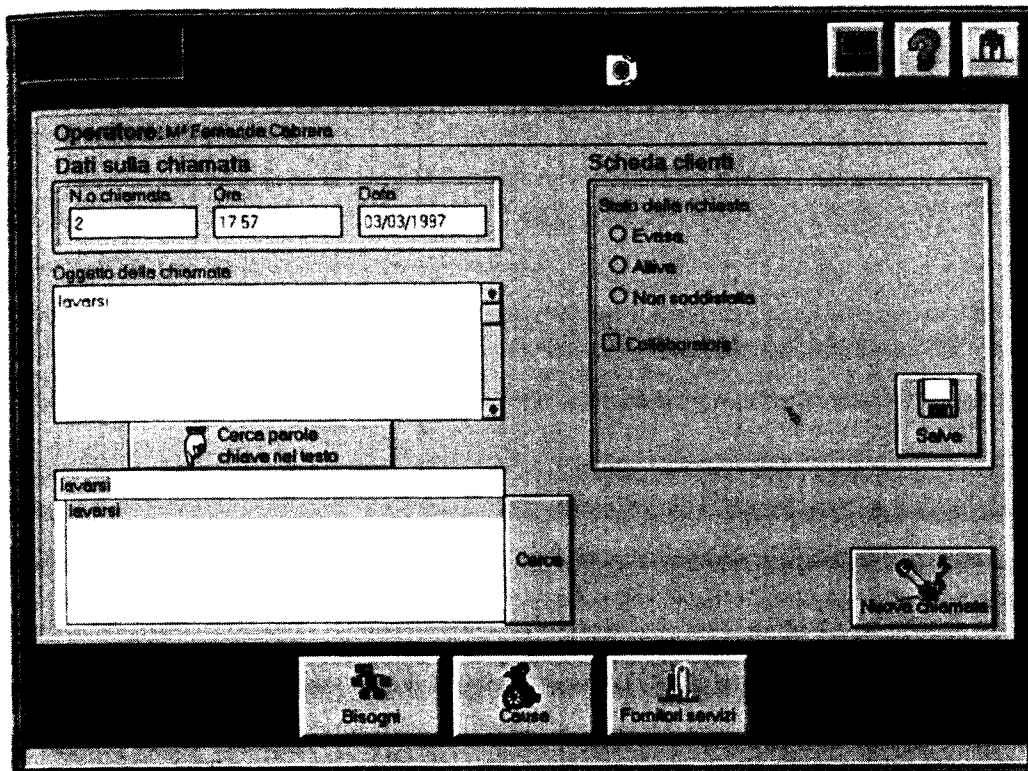 Operatore: Mª Fernanda Cabrera
Dati sulla chiamata
N.o chiamata Ora Data
2 17 57 03/03/1997
Oggetto della chiamata
lavarsi
Cerca parola
chiave nel testo
lavarsi
lavarsi
Cerca
Scheda clienti
Stato della richiesta
Evasa
Attiva
Non soddisfatta
Collaboratore
Salva
Nuova chiamata
Bisogni
Cause
Fornitori servizi